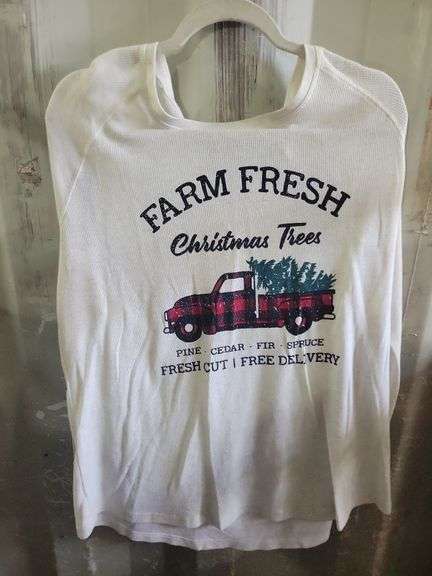 FARM FRESH
Christmas Trees
PINE · CEDAR · FIR · SPRUCE
FRESH CUT | FREE DELIVERY